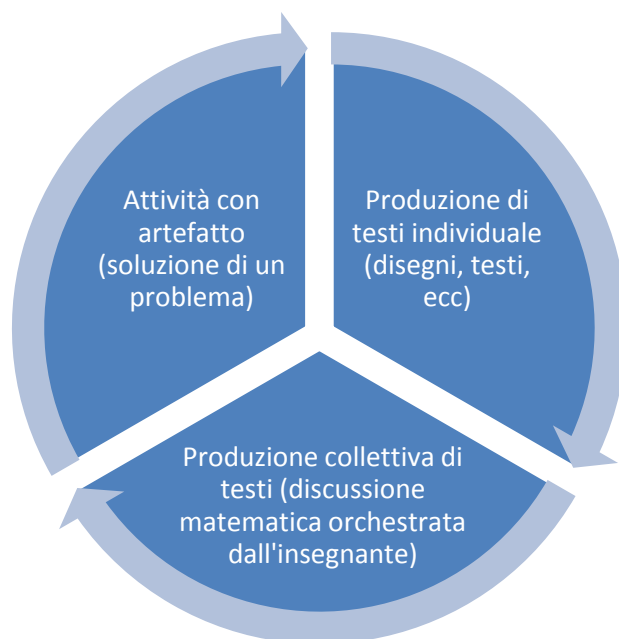 Attività con
artefatto
(soluzione di un
problema)
Produzione di
testi individuale
(disegni, testi,
ecc)
Produzione collettiva di
testi (discussione
matematica orchestrata
dall'insegnante)